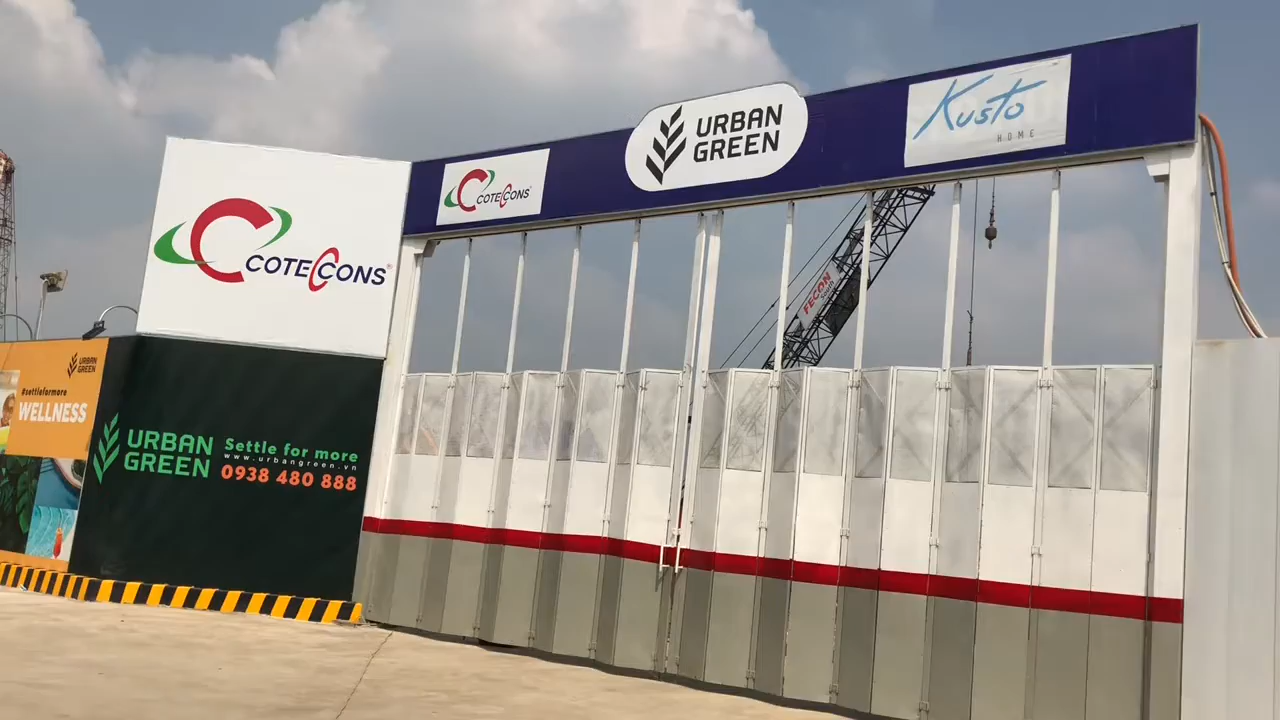 COTECCONS
COTECCONS
URBAN
GREEN
Kusto
HOME
FECON
URBAN
GREEN
#settleformore
WELLNESS
URBAN
GREEN
Settle for more
www.urbangreen.vn
0938 480 888